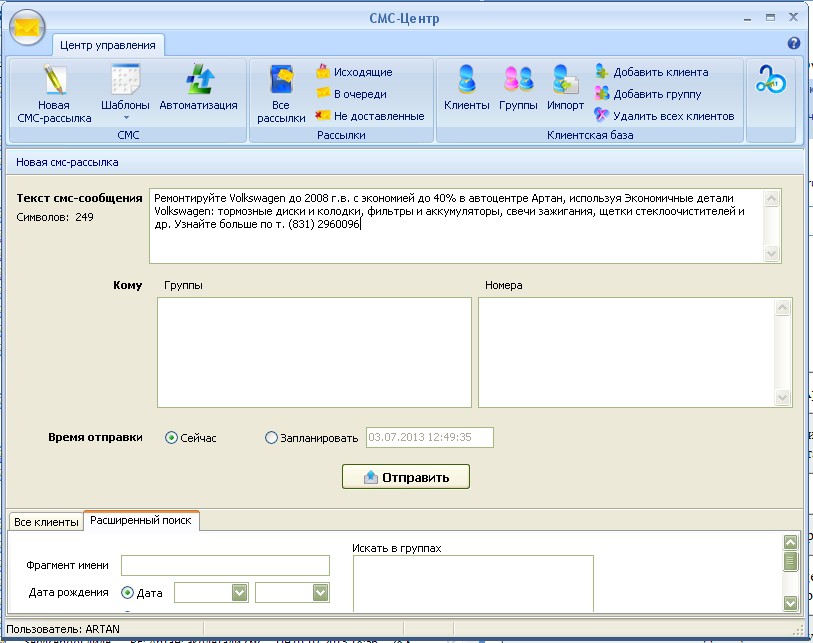 СМС-Центр
Центр управления
Новая
СМС-рассылка
Шаблоны
Автоматизация
СМС
Все
рассылки
Исходящие
В очереди
Не доставленные
Рассылки
Клиенты
Группы
Импорт
Добавить клиента
Добавить группу
Удалить всех клиентов
Клиентская база
Новая смс-рассылка
Текст смс-сообщения
Символов: 249
Ремонтируйте Volkswagen до 2008 г.в. с экономией до 40% в автоцентре Артан, используя Экономичные детали
Volkswagen: тормозные диски и колодки, фильтры и аккумуляторы, свечи зажигания, щетки стеклоочистителей и
др. Узнайте больше по т. (831) 2960096
Кому
Группы
Номера
Время отправки
Сейчас
Запланировать
03.07.2013 12:49:35
Отправить
Все клиенты
Расширенный поиск
Фрагмент имени
Искать в группах
Дата рождения
Дата
Пользователь: ARTAN